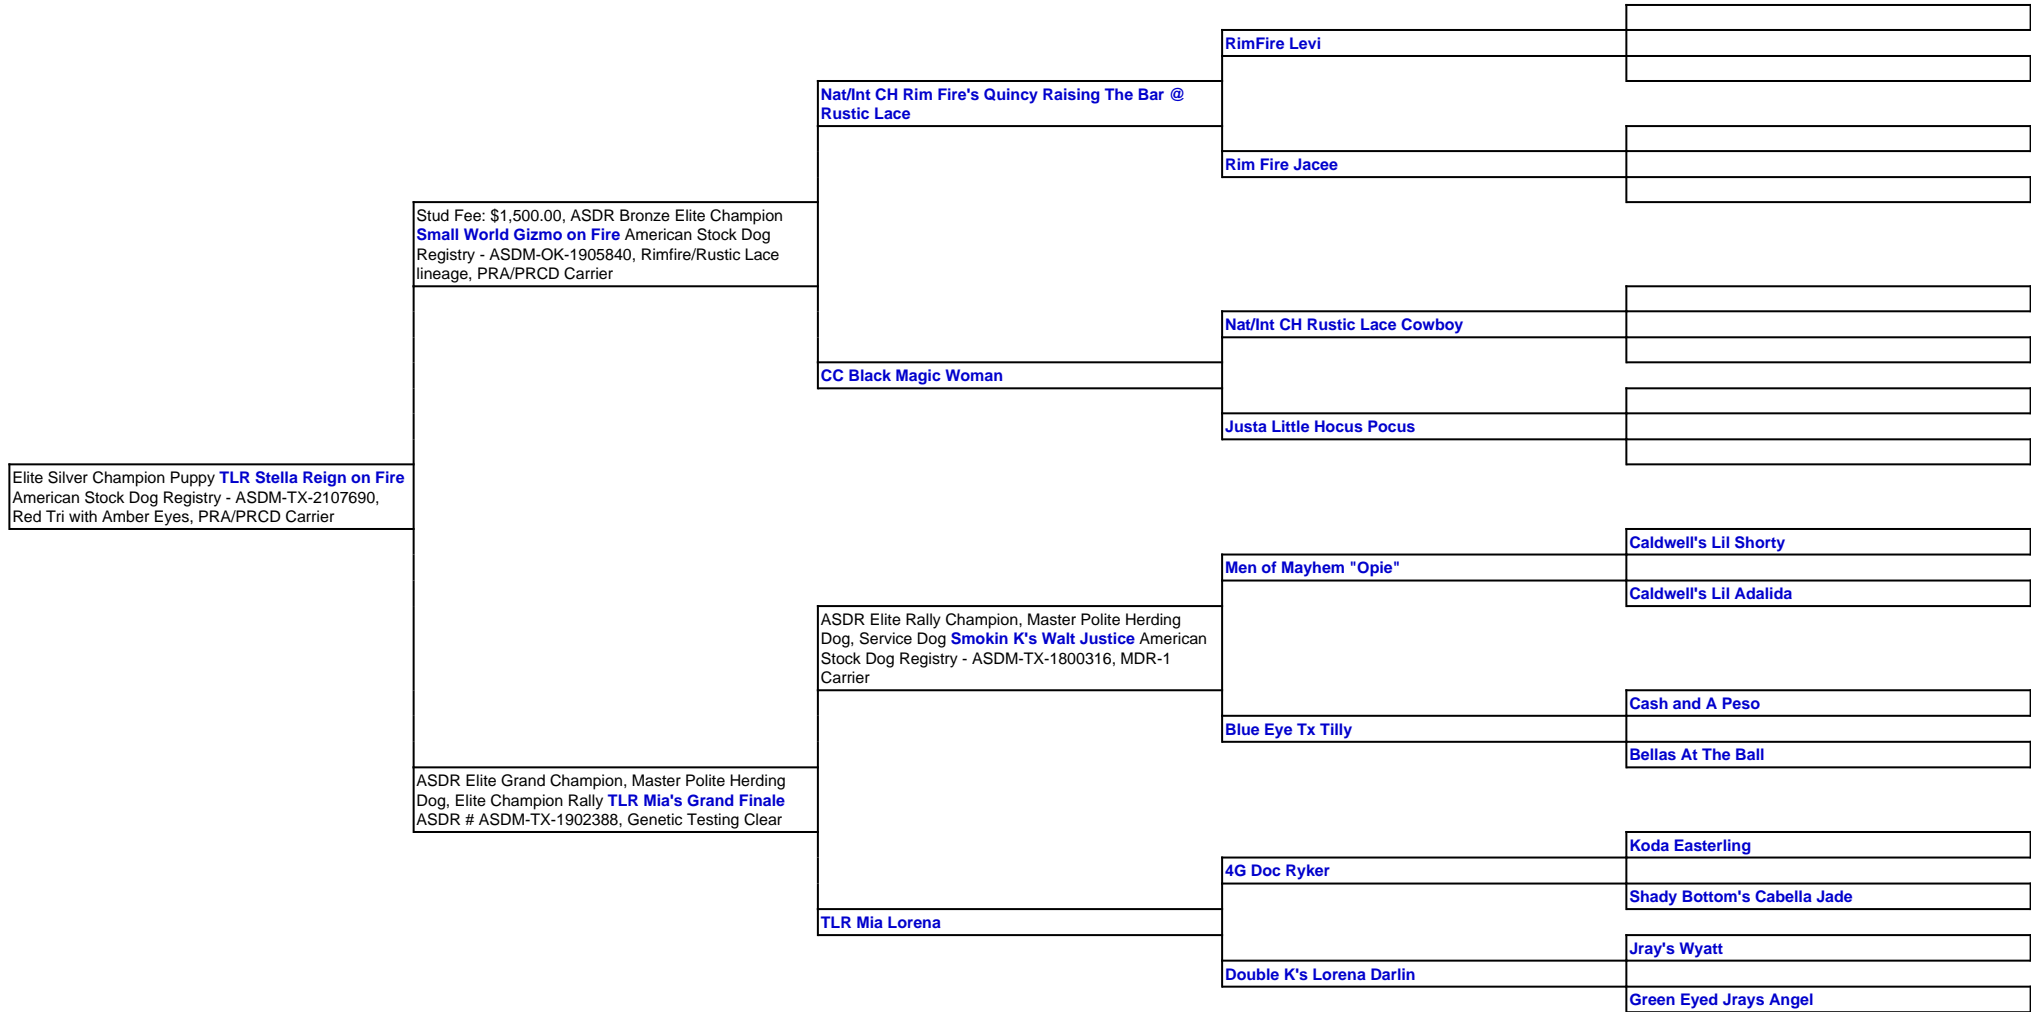 RimFire Levi
Nat/Int CH Rim Fire's Quincy Raising The Bar @
Rustic Lace
Rim Fire Jacee
Stud Fee: $1,500.00, ASDR Bronze Elite Champion
Small World Gizmo on Fire American Stock Dog
Registry - ASDM-OK-1905840, Rimfire/Rustic Lace
lineage, PRA/PRCD Carrier
Nat/Int CH Rustic Lace Cowboy
CC Black Magic Woman
Justa Little Hocus Pocus
Elite Silver Champion Puppy TLR Stella Reign on Fire
American Stock Dog Registry - ASDM-TX-2107690,
Red Tri with Amber Eyes, PRA/PRCD Carrier
Caldwell's Lil Shorty
Men of Mayhem "Opie"
Caldwell's Lil Adalida
ASDR Elite Rally Champion, Master Polite Herding
Dog, Service Dog Smokin K's Walt Justice American
Stock Dog Registry - ASDM-TX-1800316, MDR-1
Carrier
Cash and A Peso
Blue Eye Tx Tilly
Bellas At The Ball
ASDR Elite Grand Champion, Master Polite Herding
Dog, Elite Champion Rally TLR Mia's Grand Finale
ASDR # ASDM-TX-1902388, Genetic Testing Clear
Koda Easterling
4G Doc Ryker
Shady Bottom's Cabella Jade
TLR Mia Lorena
Jray's Wyatt
Double K's Lorena Darlin
Green Eyed Jrays Angel